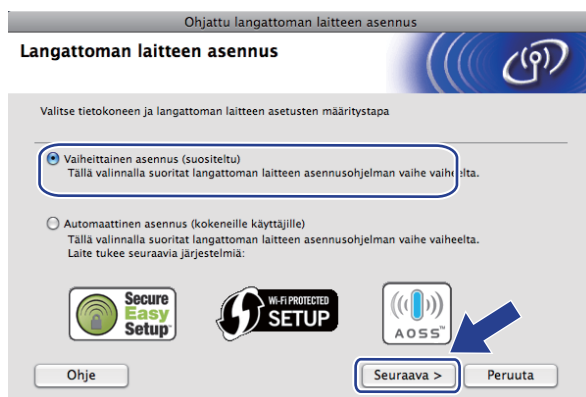 Ohjattu langattoman laitteen asennus
Langattoman laitteen asennus
Valitse tietokoneen ja langattoman laitteen asetusten määritystapa
Vaiheittainen asennus (suositeltu)
Tällä valinnalla suoritat langattoman laitteen asennusohjelman vaihe vaiheelta.
Automaattinen asennus (kokeneille käyttäjille)
Tällä valinnalla suoritat langattoman laitteen asennusohjelman vaihe vaiheelta.
Laite tukee seuraavia järjestelmiä:
Secure
Easy
Setup
Wi-Fi PROTECTED
SETUP
AOSS™
Ohje
Seuraava >
Peruuta